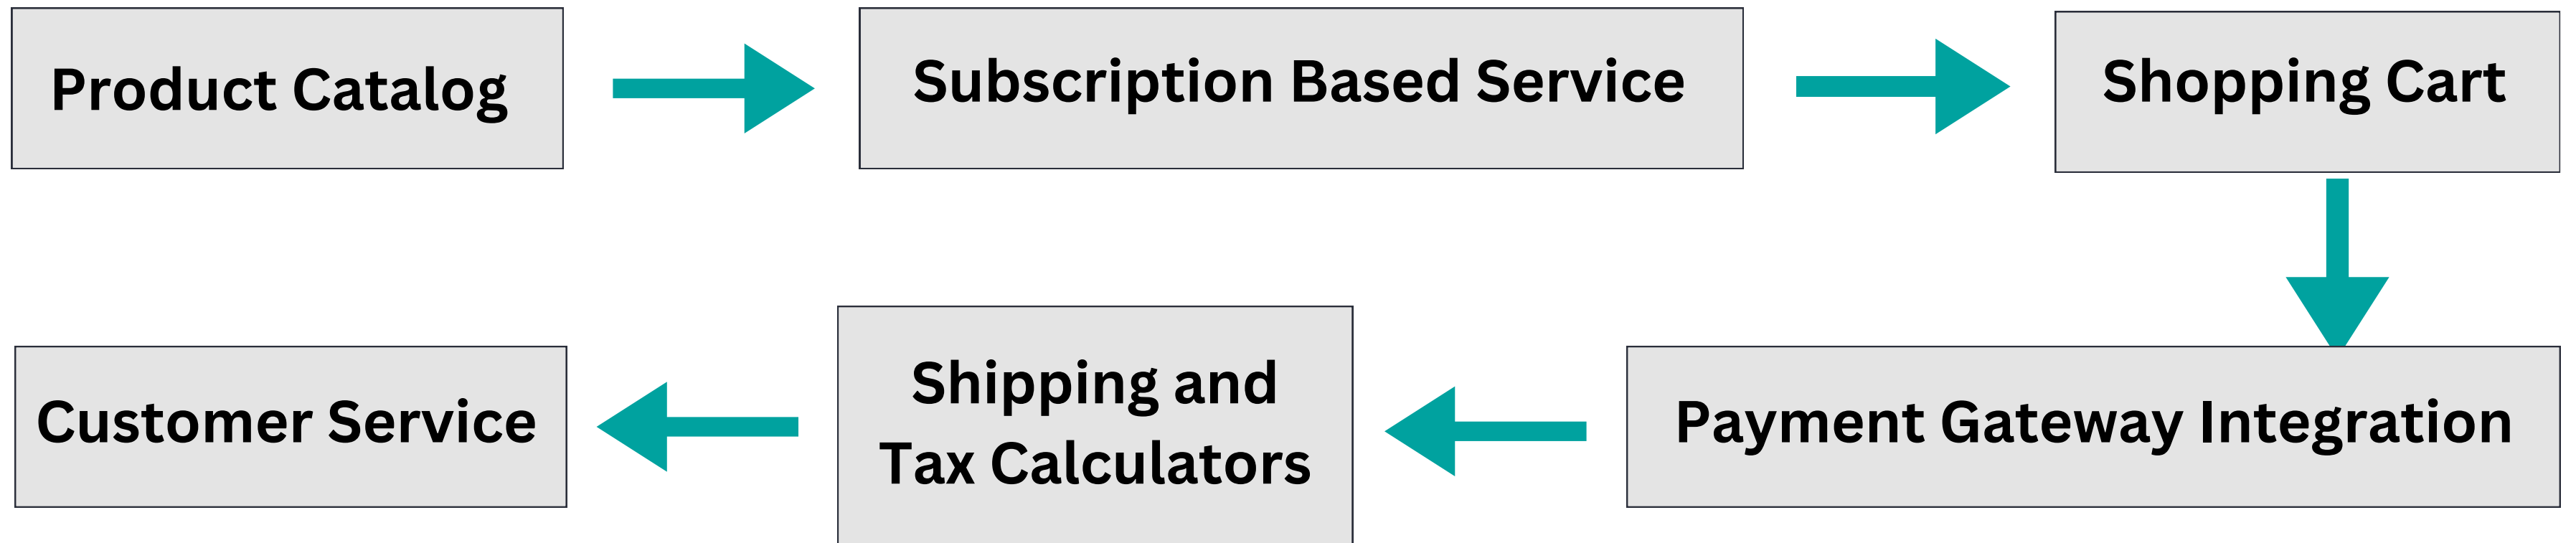 Product Catalog
Subscription Based Service
Shopping Cart
Payment Gateway Integration
Shipping and
Tax Calculators
Customer Service